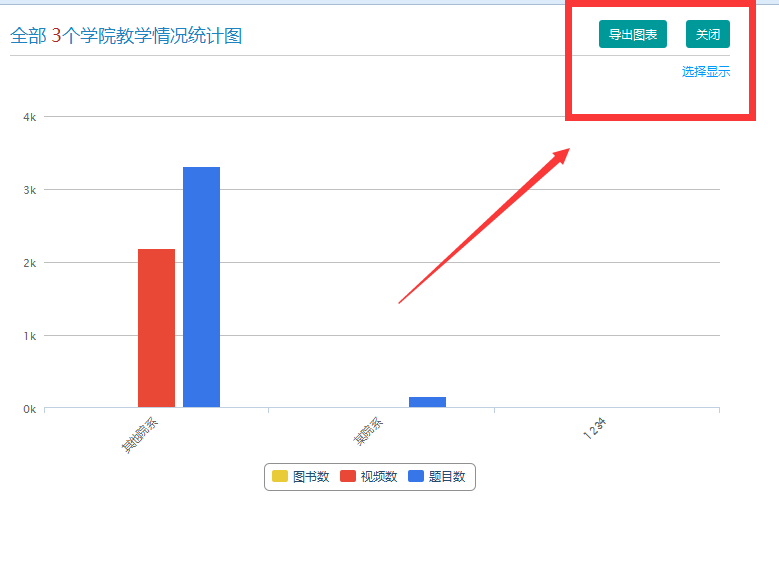 全部 3个学院教学情况统计图
导出图表 关闭
选择显示
4k
3k
2k
1k
0k
其他院系 某院系 1234
图书数 视频数 题目数